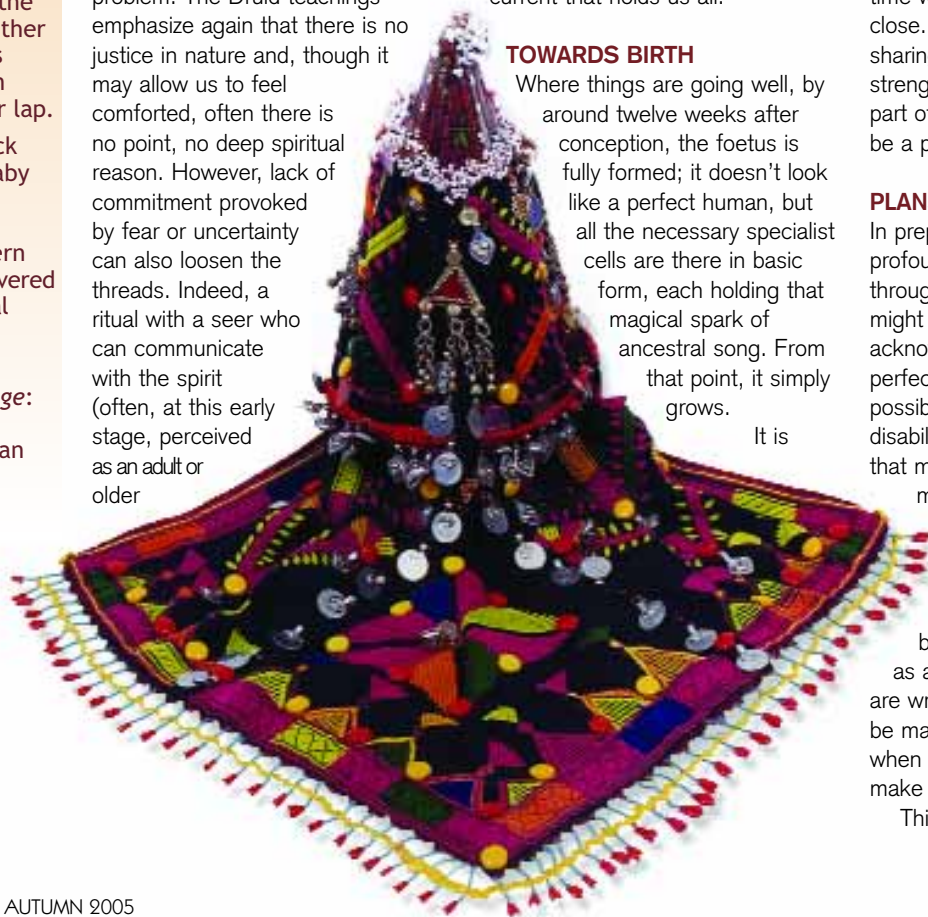 the
ther
s
n
r lap.
ck
aby
ern
vered
al
ge:
an
problem. The Druid teachings
emphasize again that there is no
justice in nature and, though it
may allow us to feel
comforted, often there is
no point, no deep spiritual
reason. However, lack of
commitment provoked
by fear or uncertainty
can also loosen the
threads. Indeed, a
ritual with a seer who
can communicate
with the spirit
(often, at this early
stage, perceived
as an adult or
older
current that holds us all.
TOWARDS BIRTH
Where things are going well, by
around twelve weeks after
conception, the foetus is
fully formed; it doesn't look
like a perfect human, but
all the necessary specialist
cells are there in basic
form, each holding that
magical spark of
ancestral song. From
that point, it simply
grows.
It is
time w
close.
sharin
streng
part of
be a p
PLAN
In prep
profou
throug
might
ackno
perfec
possib
disabil
that m
m
b
as a
are wr
be ma
when
make
Thi
AUTUMN 2005